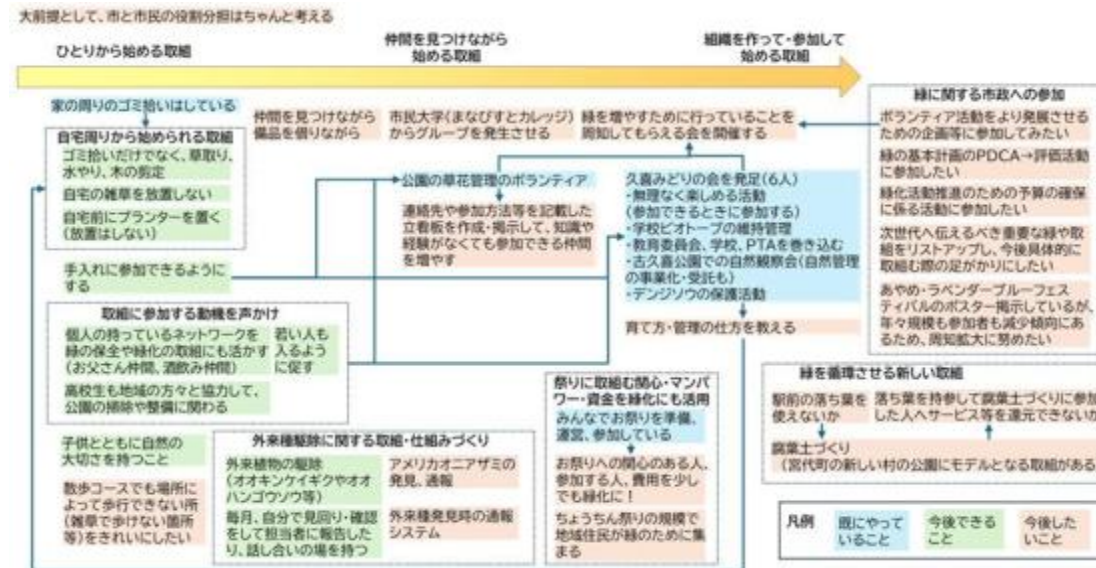 大前提として、市と市民の役割分担はちゃんと考える
ひとりから始める取組
仲間を見つけながら
始める取組
組織を作って・参加して
始める取組
家の周りのゴミ拾いはしている
自宅周りから始められる取組
ゴミ拾いだけでなく、草取り、
水やり、木の剪定
自宅の雑草を放置しない
自宅前にプランターを置く
(放置はしない)
手入れに参加できるように
する
取組に参加する動機を声かけ
個人の持っているネットワークを
緑の保全や緑化の取組にも活かす
(お父さん仲間、酒飲み仲間)
若い人も
入るよう
に促す
高校生も地域の方々と協力して、
公園の掃除や整備に関わる
子供とともに自然の
大切さを持つこと
散歩コースでも場所に
よって歩行できない所
(雑草で歩けない箇所
等)をきれいにしたい
仲間を見つけながら
備品を借りながら
市民大学(まなびすとカレッジ)
からグループを発生させる
緑を増やすために行っていることを
周知してもらえる会を開催する
公園の草花管理のボランティア
連絡先や参加方法等を記載した
立看板を作成・掲示して、知識や
経験がなくても参加できる仲間
を増やす
久喜みどりの会を発足(6人)
・無理なく楽しめる活動
(参加できるときに参加する)
・学校ビオトープの維持管理
・教育委員会、学校、PTAを巻き込む
・古久喜公園での自然観察会(自然管理
の事業化・受託も)
・デンジソウの保護活動
育て方・管理の仕方を教える
外来種駆除に関する取組・仕組みづくり
外来植物の駆除
(オオキンケイギクやオオ
ハンゴウソウ等)
毎月、自分で見回り・確認
をして担当者に報告した
り、話し合いの場を持つ
アメリカオニアザミの
発見、通報
外来種発見時の通報
システム
祭りに取組む関心・マンパ
ワー・資金を緑化にも活用
みんなでお祭りを準備、
運営、参加している
お祭りへの関心のある人、
参加する人、費用を少し
でも緑化に!
ちょうちん祭りの規模で
地域住民が緑のために集
まる
緑に関する市政への参加
ボランティア活動をより発展させる
ための企画等に参加してみたい
緑の基本計画のPDCA→評価活動
に参加したい
緑化活動推進のための予算の確保
に係る活動に参加したい
次世代へ伝えるべき重要な緑や取
組をリストアップし、今後具体的に
取組む際の足がかりにしたい
あやめ・ラベンダーブルーフェス
ティバルのポスター掲示しているが、
年々規模も参加者も減少傾向にあ
るため、周知拡大に努めたい
緑を循環させる新しい取組
駅前の落ち葉を
使えないか
落ち葉を持参して腐葉土づくりに参加
した人へサービス等を還元できないか
腐葉土づくり
(宮代町の新しい村の公園にモデルとなる取組がある)
凡例
既にやって
いること
今後できる
こと
今後した
いこと